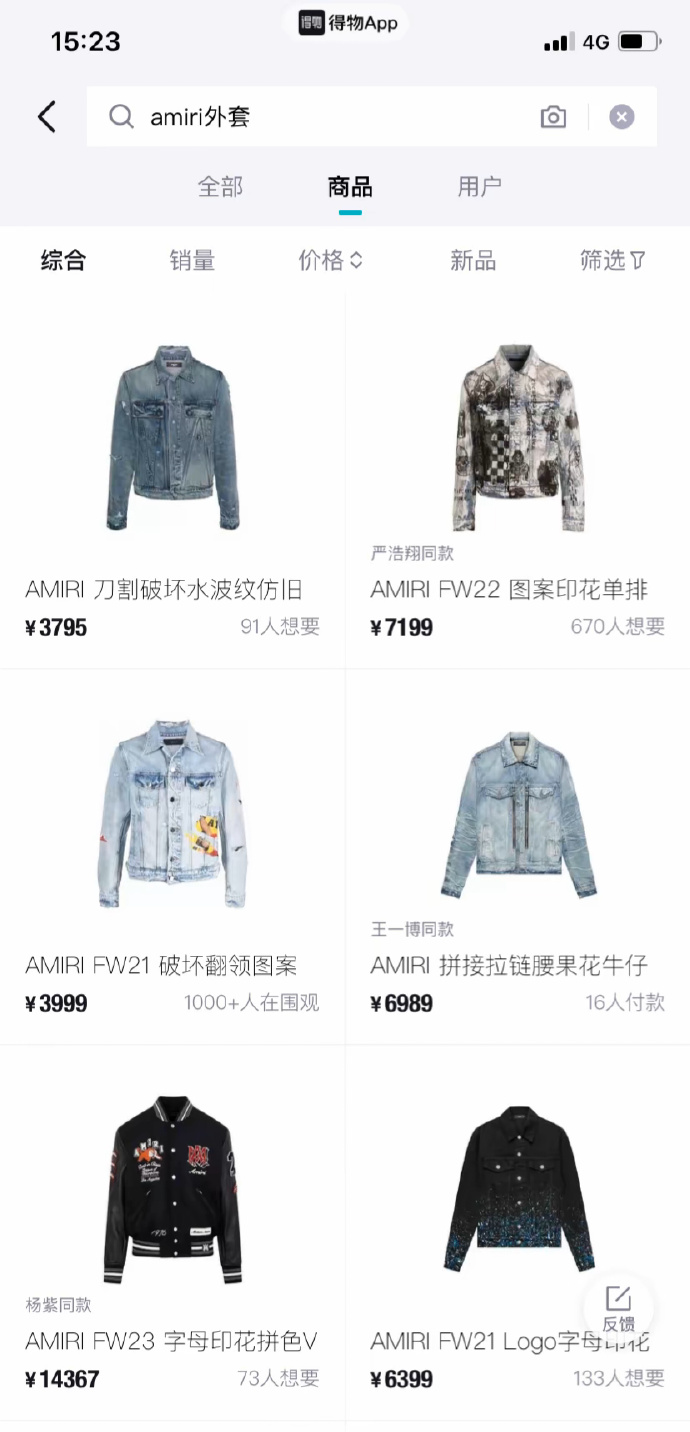 15:23
得物 得物App
4G
amiri外套
全部 商品 用户
综合 销量 价格 新品 筛选
AMIRI 刀割破坏水波纹仿旧
¥3795 91人想要
严浩翔同款
AMIRI FW22 图案印花单排
¥7199 670人想要
AMIRI FW21 破坏翻领图案
¥3999 1000+人在围观
王一博同款
AMIRI 拼接拉链腰果花牛仔
¥6989 16人付款
AMIRI
杨紫同款
AMIRI FW23 字母印花拼色V
¥14367 73人想要
AMIRI FW21 Logo字母印花
¥6399 133人想要
反馈